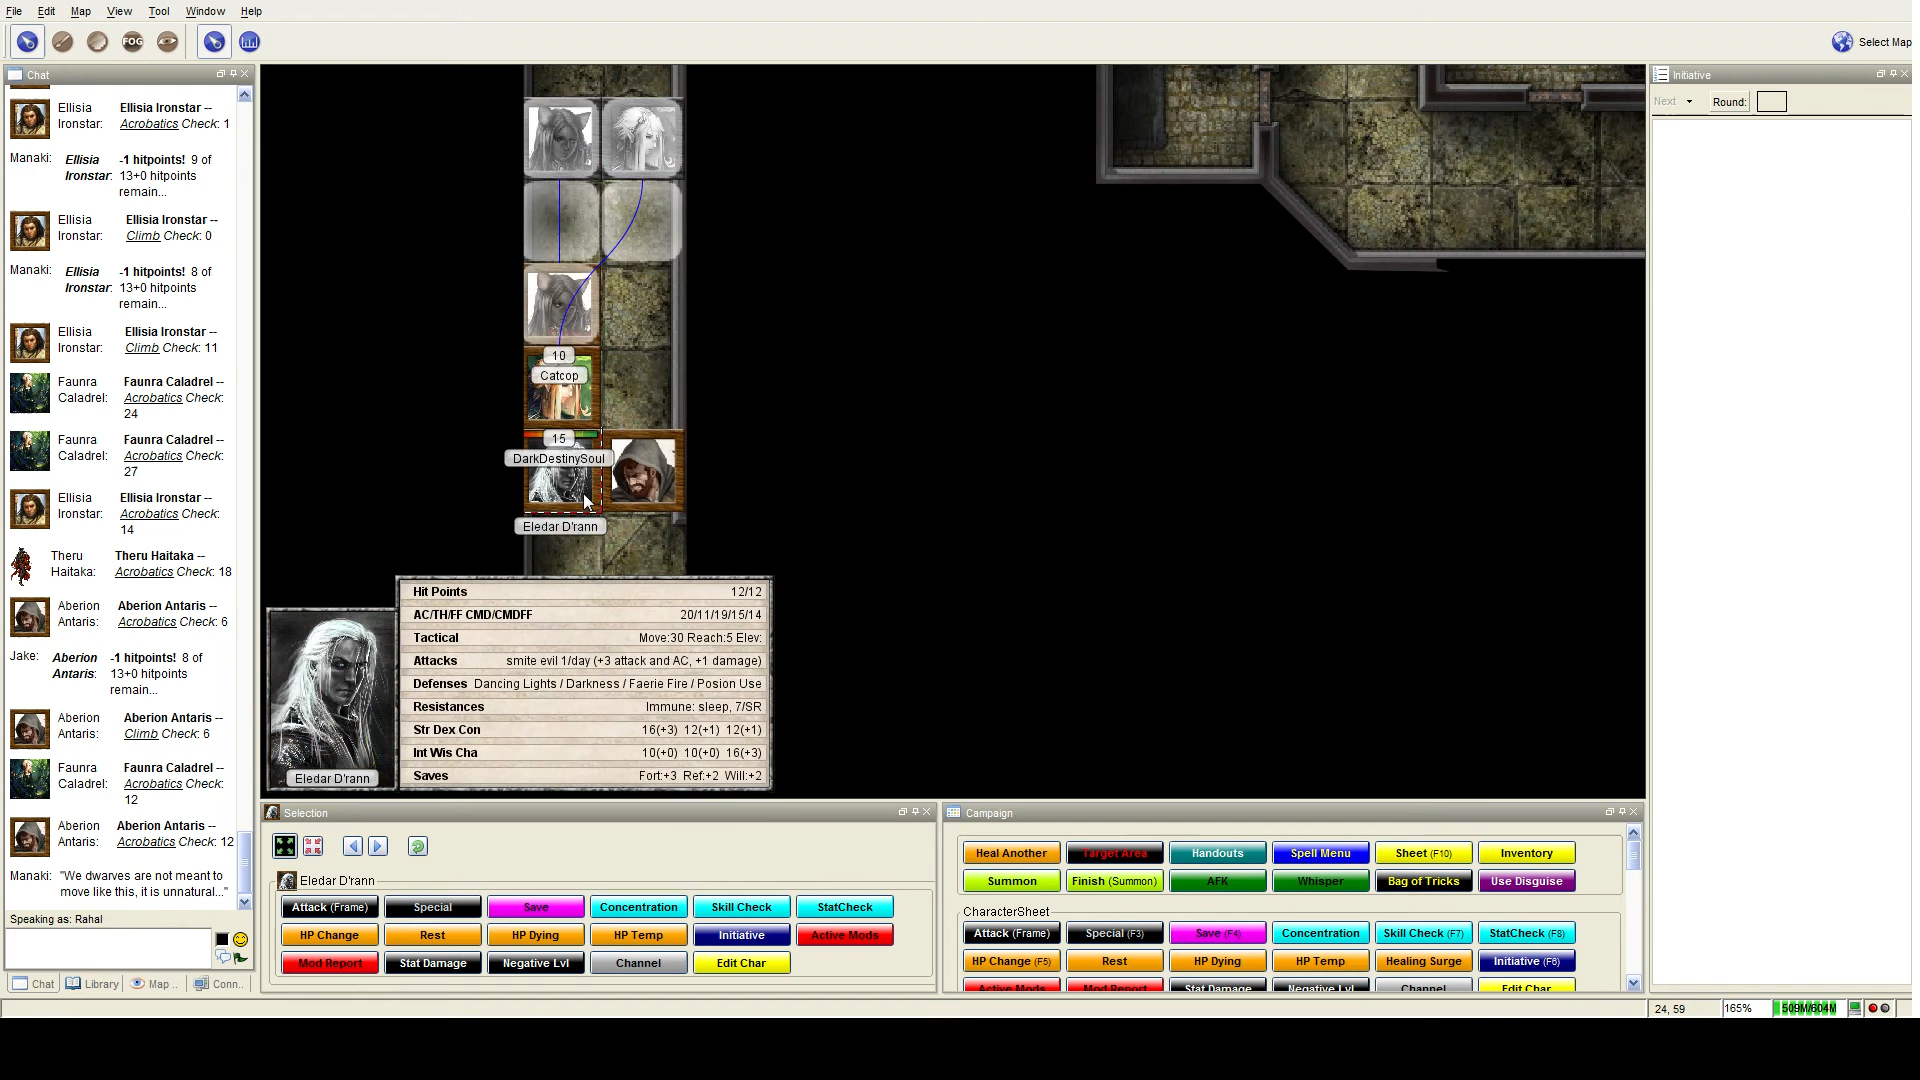 File Edit Map View Tool Window Help
FOG
Select Map
Chat
Ellisia Ironstar: Ellisia Ironstar -- Acrobatics Check: 1
Manaki: Ellisia Ironstar: -1 hitpoints! 9 of 13+0 hitpoints remain...
Ellisia Ironstar: Ellisia Ironstar -- Climb Check: 0
Manaki: Ellisia Ironstar: -1 hitpoints! 8 of 13+0 hitpoints remain...
Ellisia Ironstar: Ellisia Ironstar -- Climb Check: 11
Faunra Caladrel: Faunra Caladrel -- Acrobatics Check: 24
Faunra Caladrel: Faunra Caladrel -- Acrobatics Check: 27
Ellisia Ironstar: Ellisia Ironstar -- Acrobatics Check: 14
Theru Haitaka: Theru Haitaka -- Acrobatics Check: 18
Aberion Antaris: Aberion Antaris -- Acrobatics Check: 6
Jake: Aberion Antaris: -1 hitpoints! 8 of 13+0 hitpoints remain...
Aberion Antaris: Aberion Antaris -- Climb Check: 6
Faunra Caladrel: Faunra Caladrel -- Acrobatics Check: 12
Aberion Antaris: Aberion Antaris -- Acrobatics Check: 12
Manaki: "We dwarves are not meant to move like this, it is unnatural..."
Speaking as: Rahal
Chat Library Map .. Conn..
10
Catcop
15
DarkDestinySoul
Eledar D'rann
Hit Points 12/12
AC/TH/FF CMD/CMDFF 20/11/19/15/14
Tactical Move:30 Reach:5 Elev:
Attacks smite evil 1/day (+3 attack and AC, +1 damage)
Defenses Dancing Lights / Darkness / Faerie Fire / Posion Use
Resistances Immune: sleep, 7/SR
Str Dex Con 16(+3) 12(+1) 12(+1)
Int Wis Cha 10(+0) 10(+0) 16(+3)
Saves Fort:+3 Ref:+2 Will:+2
Eledar D'rann
Selection
Eledar D'rann
Attack (Frame) Special Save Concentration Skill Check StatCheck
HP Change Rest HP Dying HP Temp Initiative Active Mods
Mod Report Stat Damage Negative Lvl Channel Edit Char
Campaign
Heal Another Target Area Handouts Spell Menu Sheet (F10) Inventory
Summon Finish (Summon) AFK Whisper Bag of Tricks Use Disguise
CharacterSheet
Attack (Frame) Special (F3) Save (F4) Concentration Skill Check (F7) StatCheck (F8)
HP Change (F5) Rest HP Dying HP Temp Healing Surge Initiative (F6)
Active Mods Mod Report Stat Damage Negative Lvl Channel Edit Char
Initiative
Next Round:
24, 59 165% 509M/604M